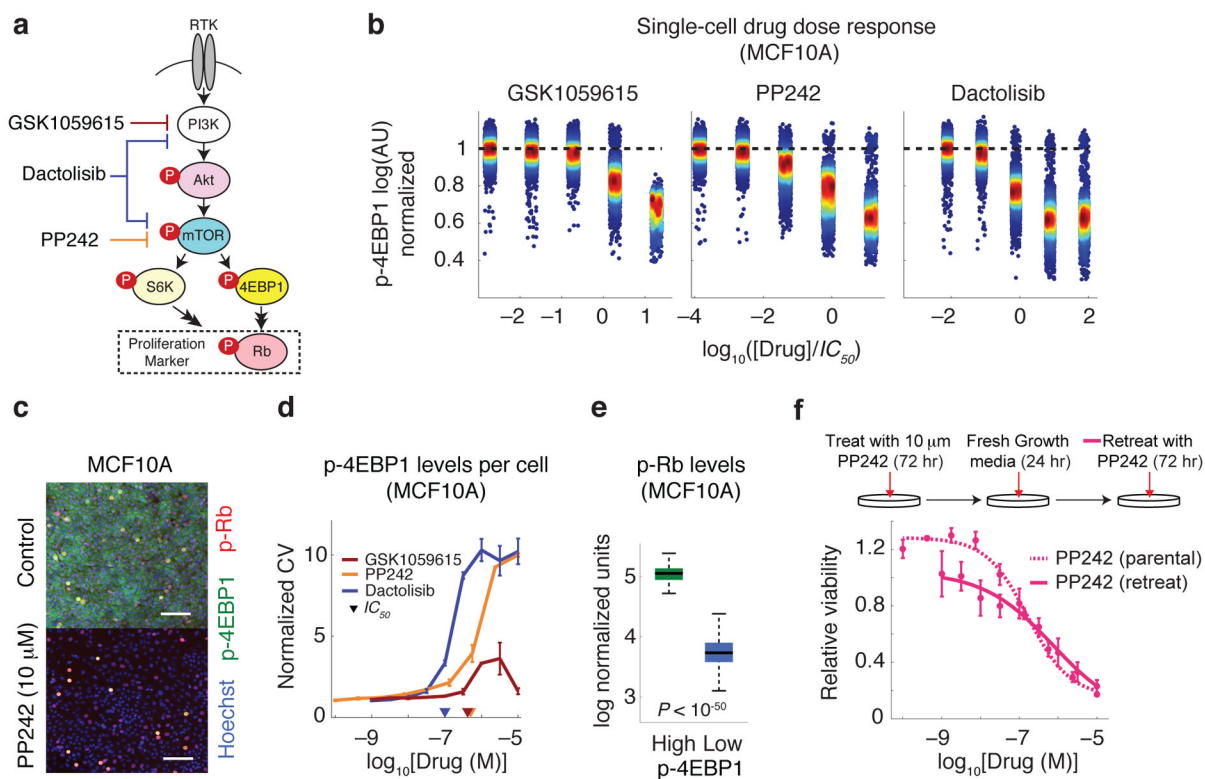 a
RTK
GSK1059615
PI3K
Dactolisib
P
Akt
PP242
P
mTOR
P
S6K
P
4EBP1
Proliferation
Marker
P
Rb
b
Single-cell drug dose response
(MCF10A)
GSK1059615
PP242
Dactolisib
p-4EBP1 log(AU)
normalized
1
0.8
0.6
0.4
−2
−1
0
1
−4
−2
0
−2
0
2
log10([Drug]/IC50)
c
MCF10A
Control
PP242 (10 μM)
Hoechst p-4EBP1 p-Rb
d
p-4EBP1 levels per cell
(MCF10A)
Normalized CV
10
5
0
GSK1059615
PP242
Dactolisib
IC50
−9
−7
−5
log10[Drug (M)]
e
p-Rb levels
(MCF10A)
log normalized units
5
4
3
P < 10-50
High Low
p-4EBP1
f
Treat with 10 μm
PP242 (72 hr)
Fresh Growth
media (24 hr)
Retreat with
PP242 (72 hr)
Relative viability
1.2
0.8
0.4
0
PP242 (parental)
PP242 (retreat)
−9
−7
−5
log10[Drug (M)]